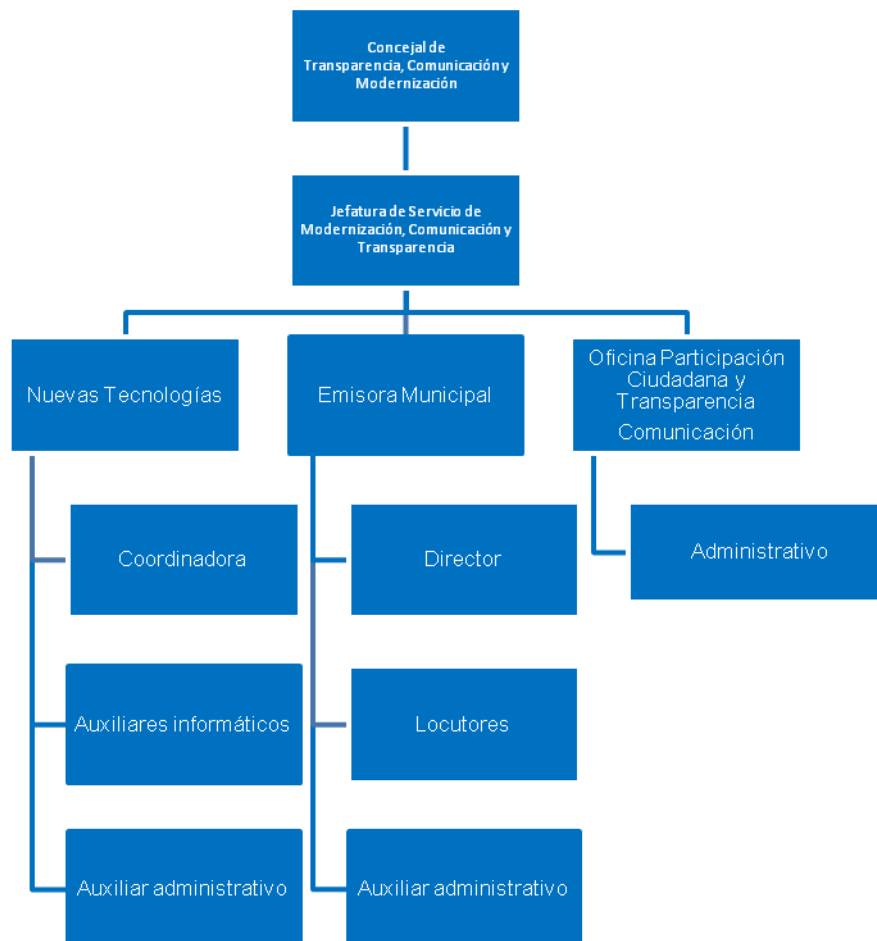 Concejal de
Transparencia, Comunicación y
Modernización
Jefatura de Servicio de
Modernización, Comunicación y
Transparencia
Nuevas Tecnologías
Emisora Municipal
Oficina Participación
Ciudadana y
Transparencia
Comunicación
Coordinadora
Director
Administrativo
Auxiliares informáticos
Locutores
Auxiliar administrativo
Auxiliar administrativo